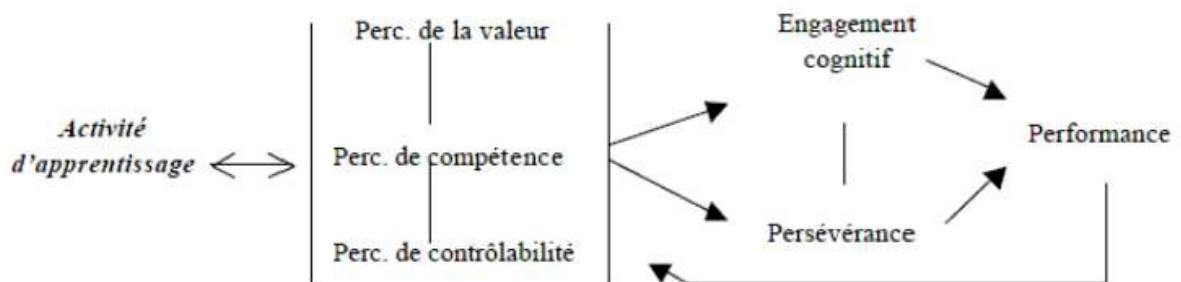 Activité
d'apprentissage
Perc. de la valeur
Perc. de compétence
Perc. de contrôlabilité
Engagement
cognitif
Persévérance
Performance